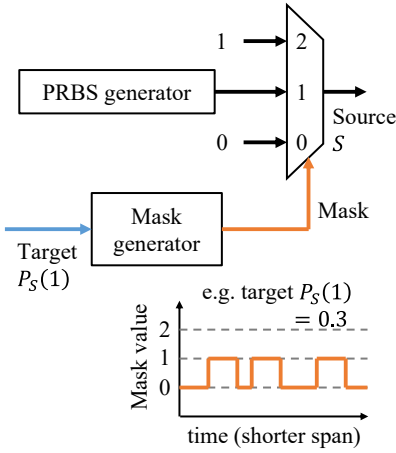 1
2
PRBS generator
1
Source
S
0
0
Mask generator
Mask
Target
P_S(1)
e.g. target P_S(1)
= 0.3
Mask value
2
1
0
time (shorter span)